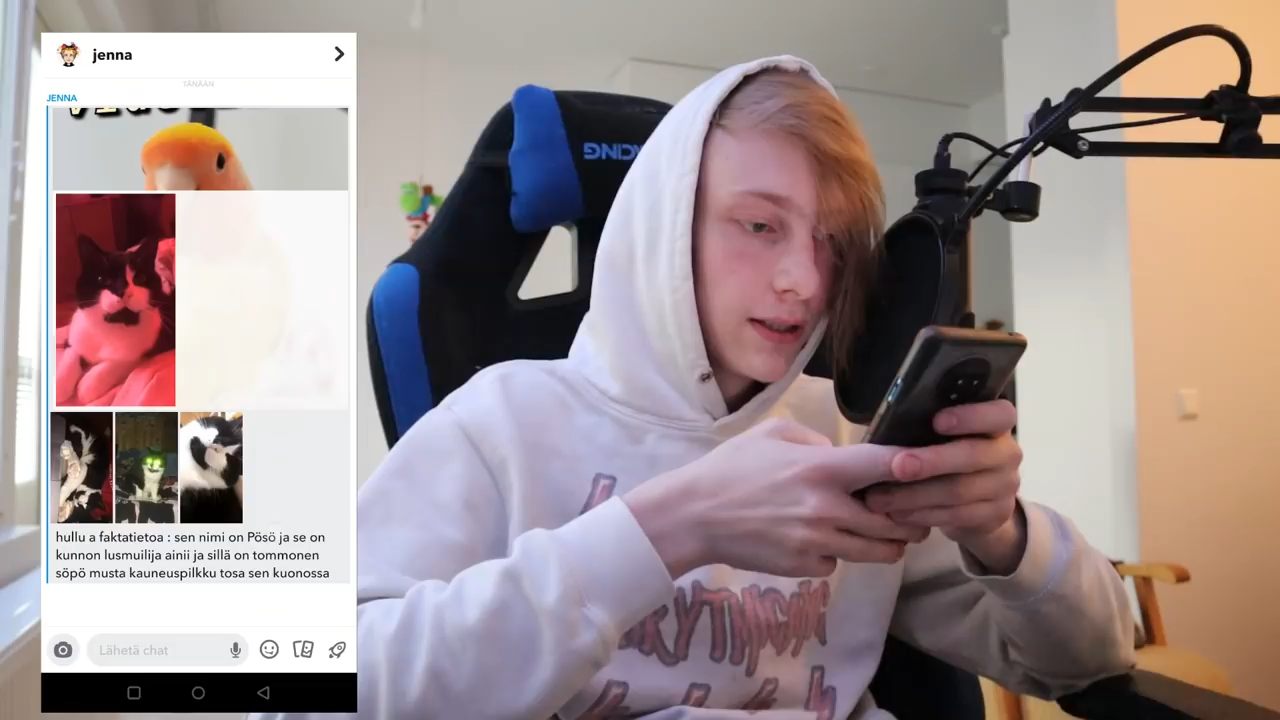 jenna
TÄNÄÄN
JENNA
hullu a faktatietoa : sen nimi on Pösö ja se on
kunnon lusmuilija ainii ja sillä on tommonen
söpö musta kauneuspilkku tosa sen kuonossa
Lähetä chat